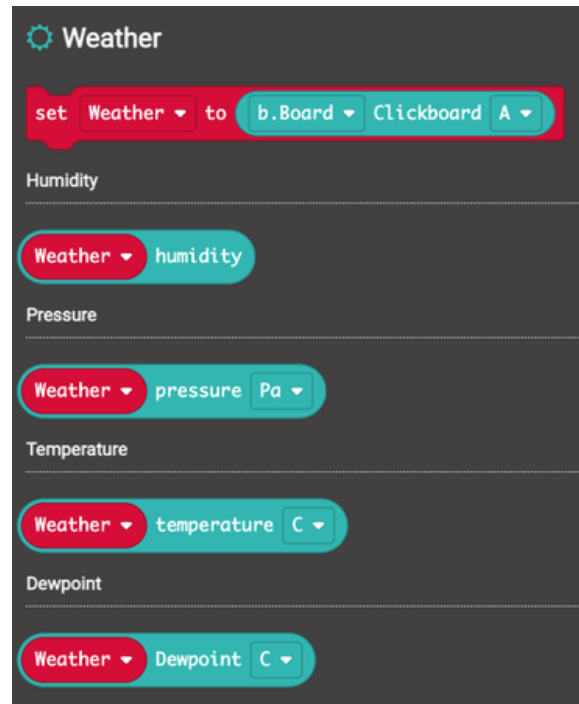 Weather
set Weather to b.Board Clickboard A
Humidity
Weather humidity
Pressure
Weather pressure Pa
Temperature
Weather temperature C
Dewpoint
Weather Dewpoint C